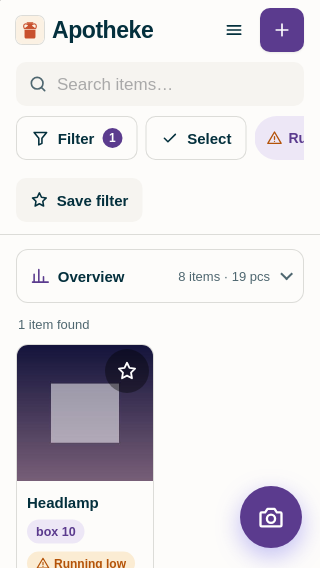 Apotheke
Search items…
Filter 1
Select
Ru
Save filter
Overview
8 items · 19 pcs
1 item found
Headlamp
box 10
Running low